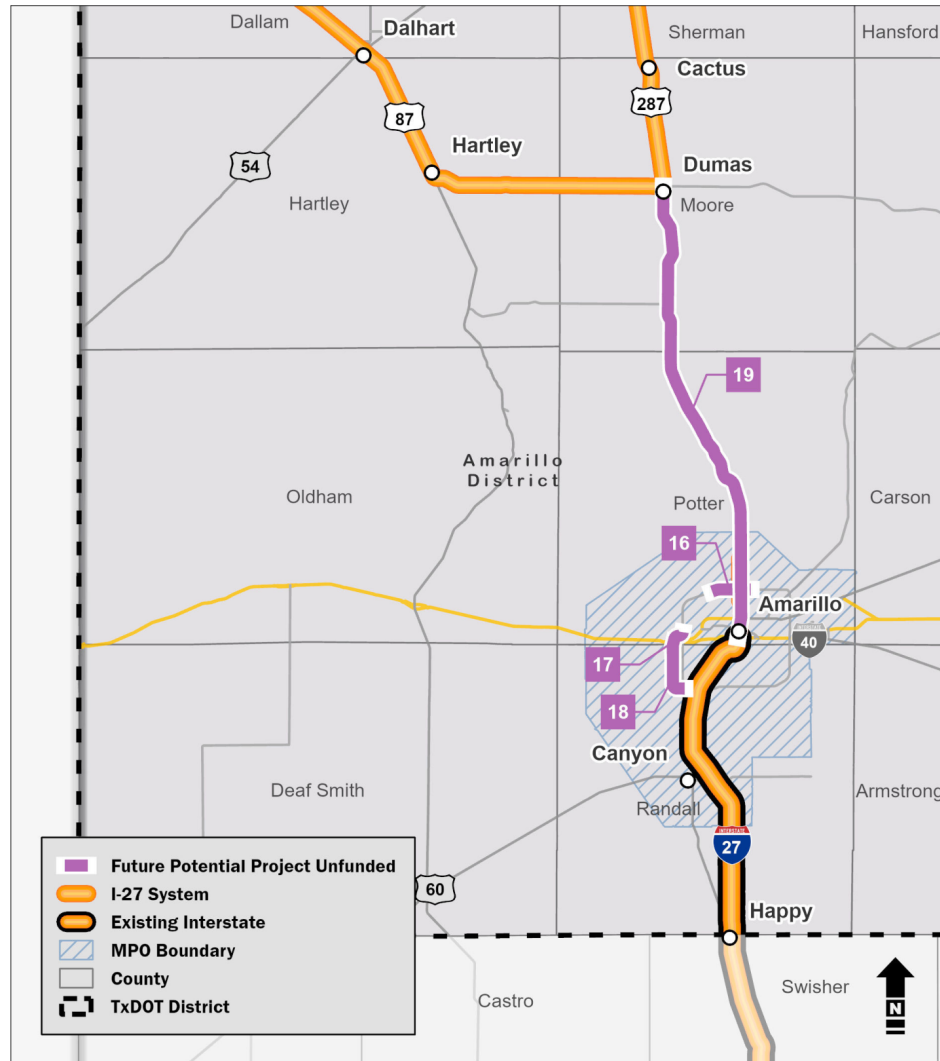 Dallam
Dalhart
Sherman
Hansford
Cactus
87
287
54
Hartley
Dumas
Hartley
Moore
19
Amarillo
District
Oldham
Potter
Carson
16
Amarillo
INTERSTATE
40
17
18
Canyon
Deaf Smith
Randall
Armstrong
INTERSTATE
27
60
Happy
Castro
Swisher
Future Potential Project Unfunded
I-27 System
Existing Interstate
MPO Boundary
County
TxDOT District
N